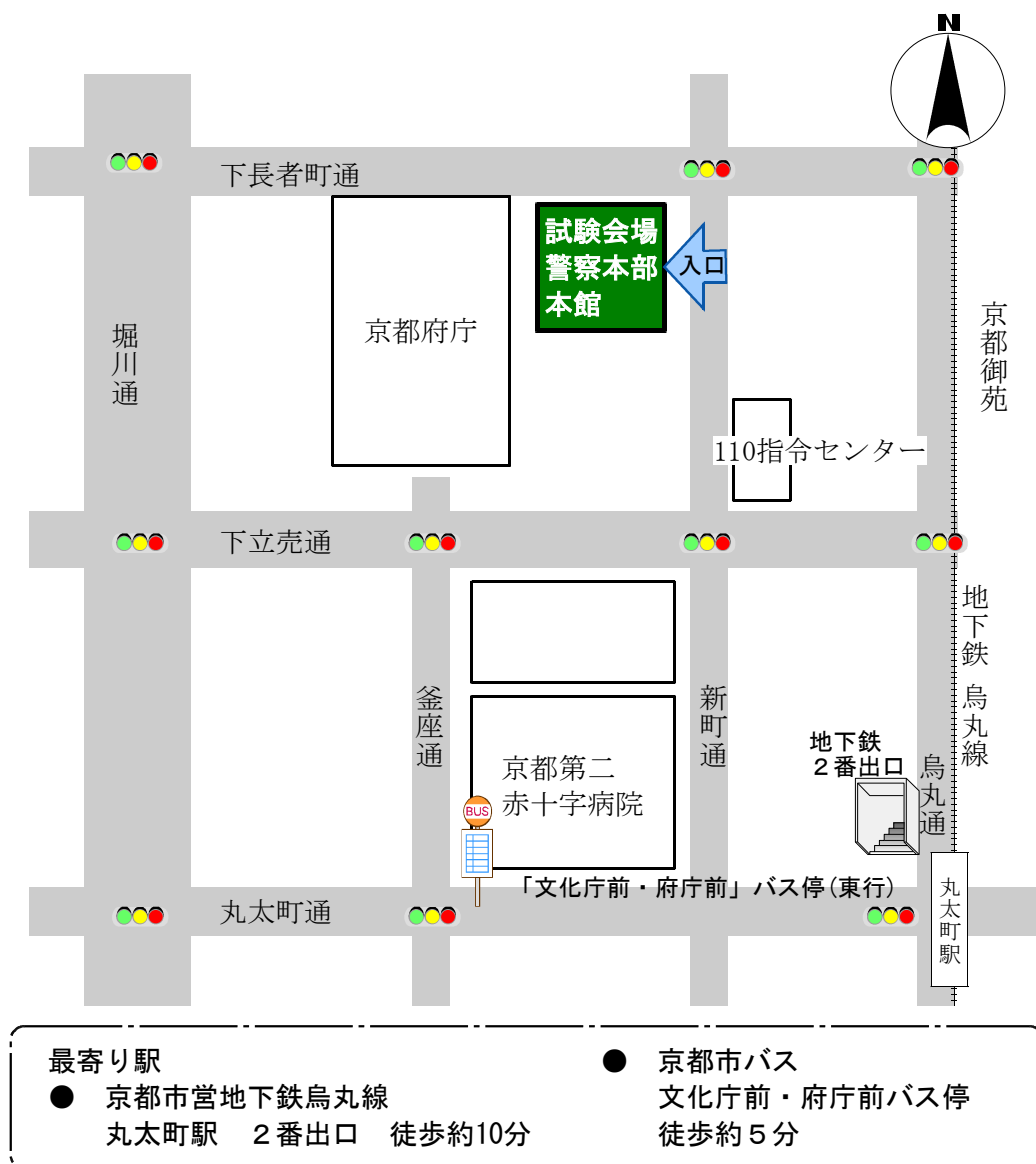 N
下長者町通
試験会場
警察本部
本館
入口
京都府庁
堀川通
京都御苑
110指令センター
下立売通
地下鉄 烏丸線
釜座通
新町通
地下鉄
２番出口
烏丸通
京都第二
赤十字病院
BUS
「文化庁前・府庁前」バス停(東行)
丸太町通
丸太町駅
最寄り駅
● 京都市営地下鉄烏丸線
丸太町駅 ２番出口 徒歩約10分
● 京都市バス
文化庁前・府庁前バス停
徒歩約５分